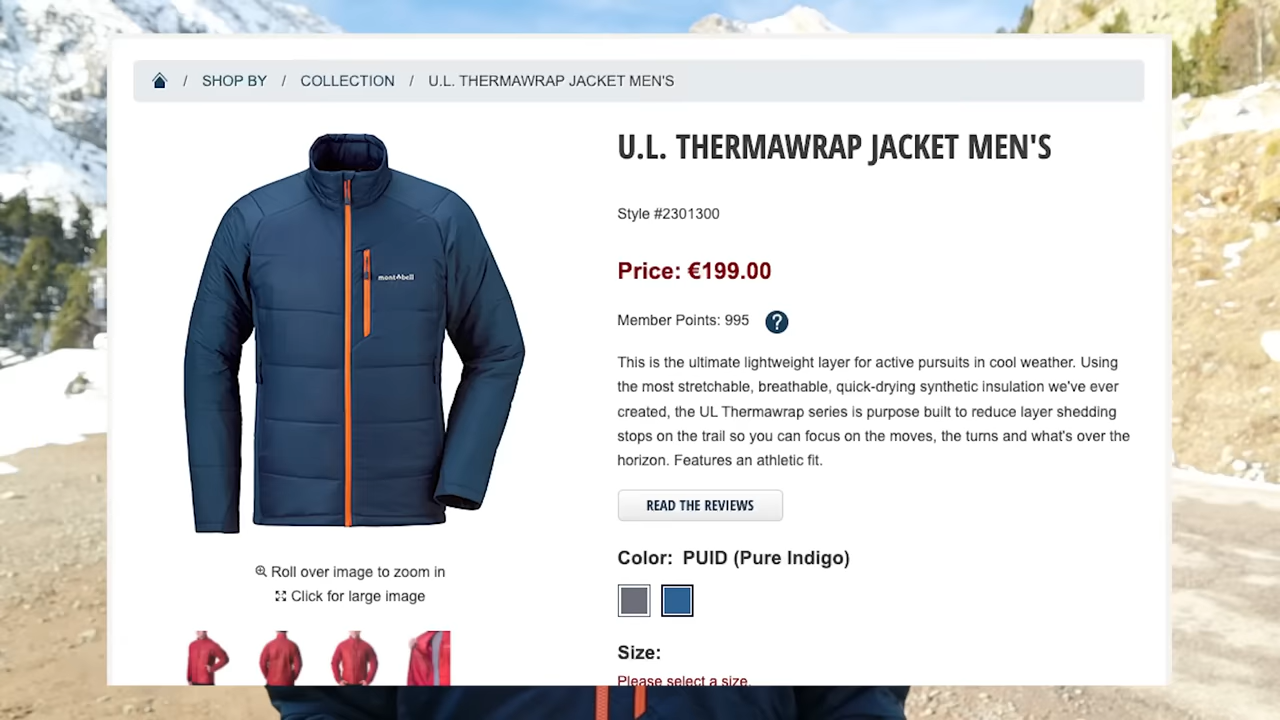 / SHOP BY / COLLECTION / U.L. THERMAWRAP JACKET MEN'S
U.L. THERMAWRAP JACKET MEN'S
Style #2301300
Price: €199.00
Member Points: 995 ?
This is the ultimate lightweight layer for active pursuits in cool weather. Using
the most stretchable, breathable, quick-drying synthetic insulation we've ever
created, the UL Thermawrap series is purpose built to reduce layer shedding
stops on the trail so you can focus on the moves, the turns and what's over the
horizon. Features an athletic fit.
READ THE REVIEWS
Color: PUID (Pure Indigo)
Size:
Please select a size.
mont-bell
Roll over image to zoom in
Click for large image